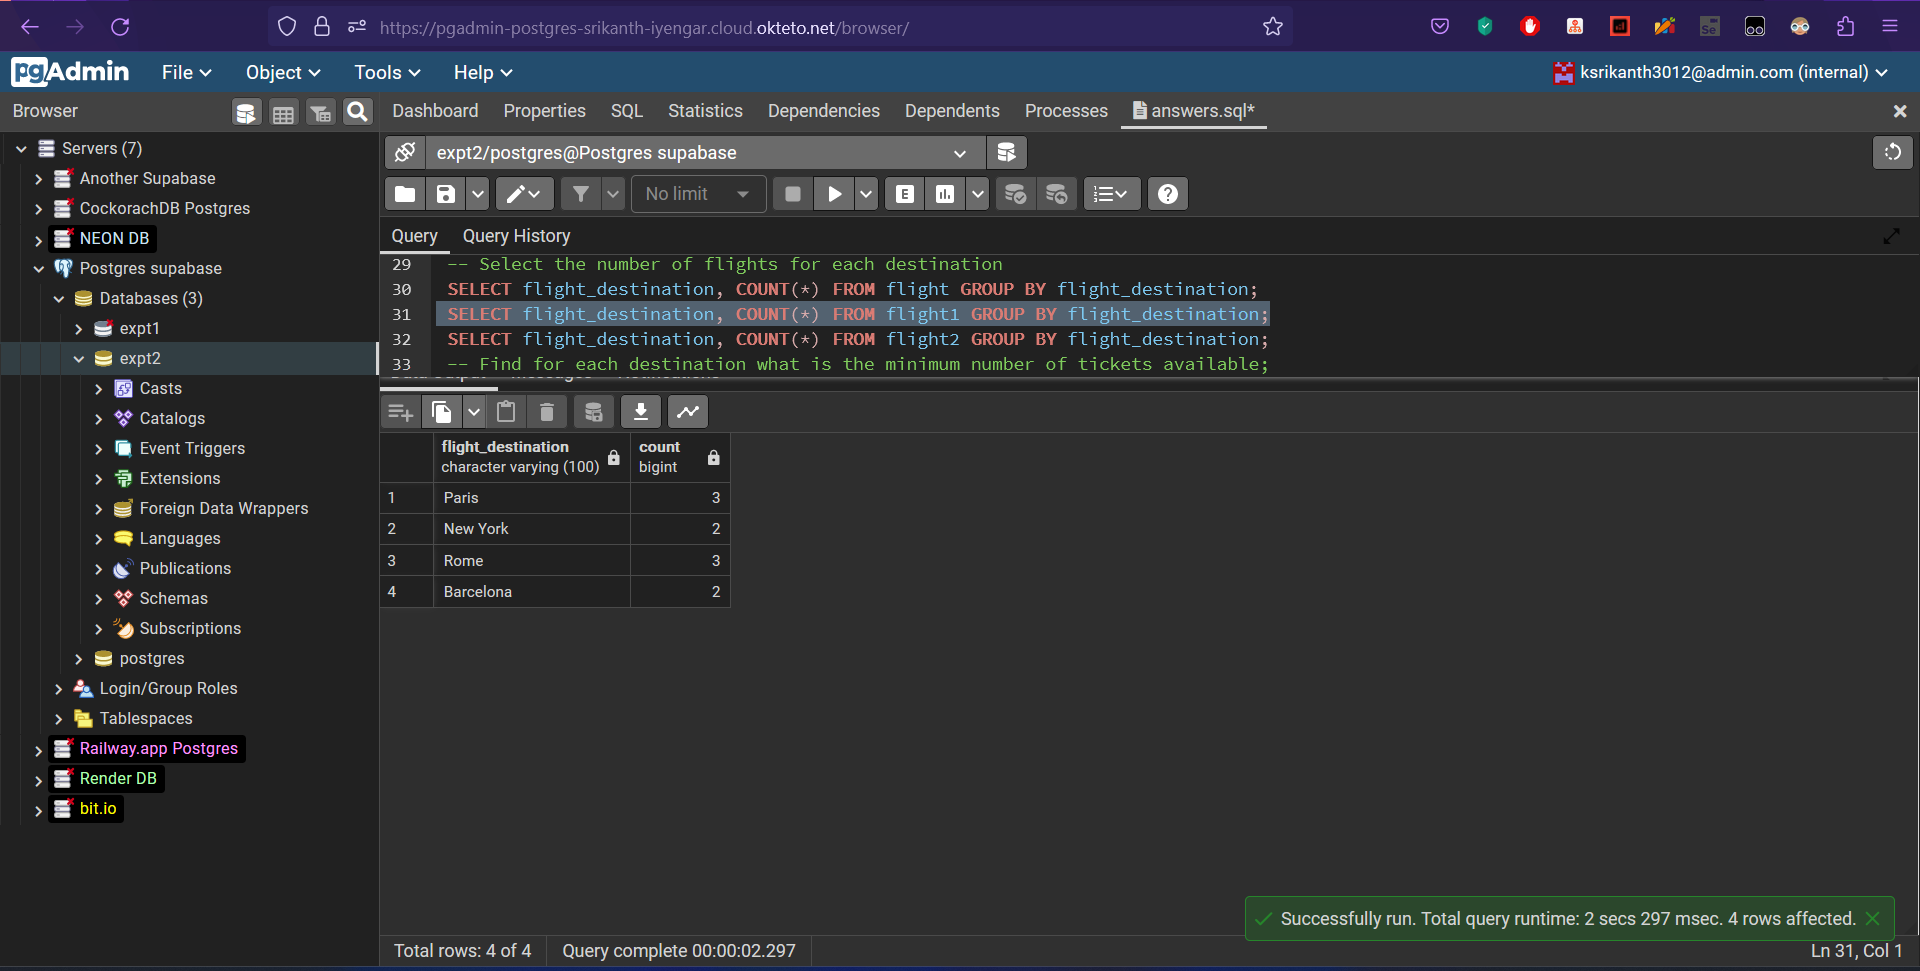 https://pgadmin-postgres-srikanth-iyengar.cloud.okteto.net/browser/
pgAdmin File Object Tools Help ksrikanth3012@admin.com (internal)
Browser Dashboard Properties SQL Statistics Dependencies Dependents Processes answers.sql*
Servers (7)
Another Supabase
CockorachDB Postgres
NEON DB
Postgres supabase
Databases (3)
expt1
expt2
Casts
Catalogs
Event Triggers
Extensions
Foreign Data Wrappers
Languages
Publications
Schemas
Subscriptions
postgres
Login/Group Roles
Tablespaces
Railway.app Postgres
Render DB
bit.io
expt2/postgres@Postgres supabase
No limit E
Query Query History
29 -- Select the number of flights for each destination
30 SELECT flight_destination, COUNT(*) FROM flight GROUP BY flight_destination;
31 SELECT flight_destination, COUNT(*) FROM flight1 GROUP BY flight_destination;
32 SELECT flight_destination, COUNT(*) FROM flight2 GROUP BY flight_destination;
33 -- Find for each destination what is the minimum number of tickets available;
flight_destination count
character varying (100) bigint
1 Paris 3
2 New York 2
3 Rome 3
4 Barcelona 2
Successfully run. Total query runtime: 2 secs 297 msec. 4 rows affected.
Total rows: 4 of 4 Query complete 00:00:02.297 Ln 31, Col 1